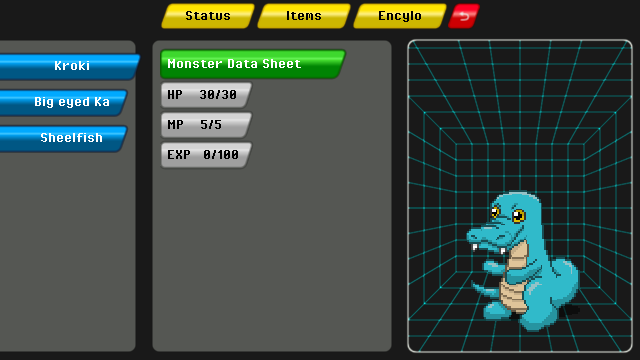 Status
Items
Encylo
Kroki
Big eyed Ka
Sheelfish
Monster Data Sheet
HP 30/30
MP 5/5
EXP 0/100